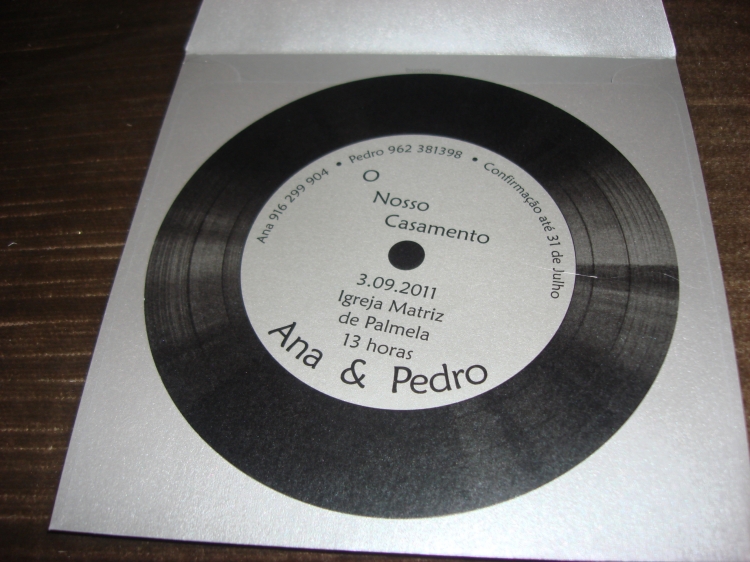 Ana 916 299 904 • Pedro 962 381398 • Confirmação até 31 de Julho
O
Nosso
Casamento
3.09.2011
Igreja Matriz
de Palmela
13 horas
Ana & Pedro